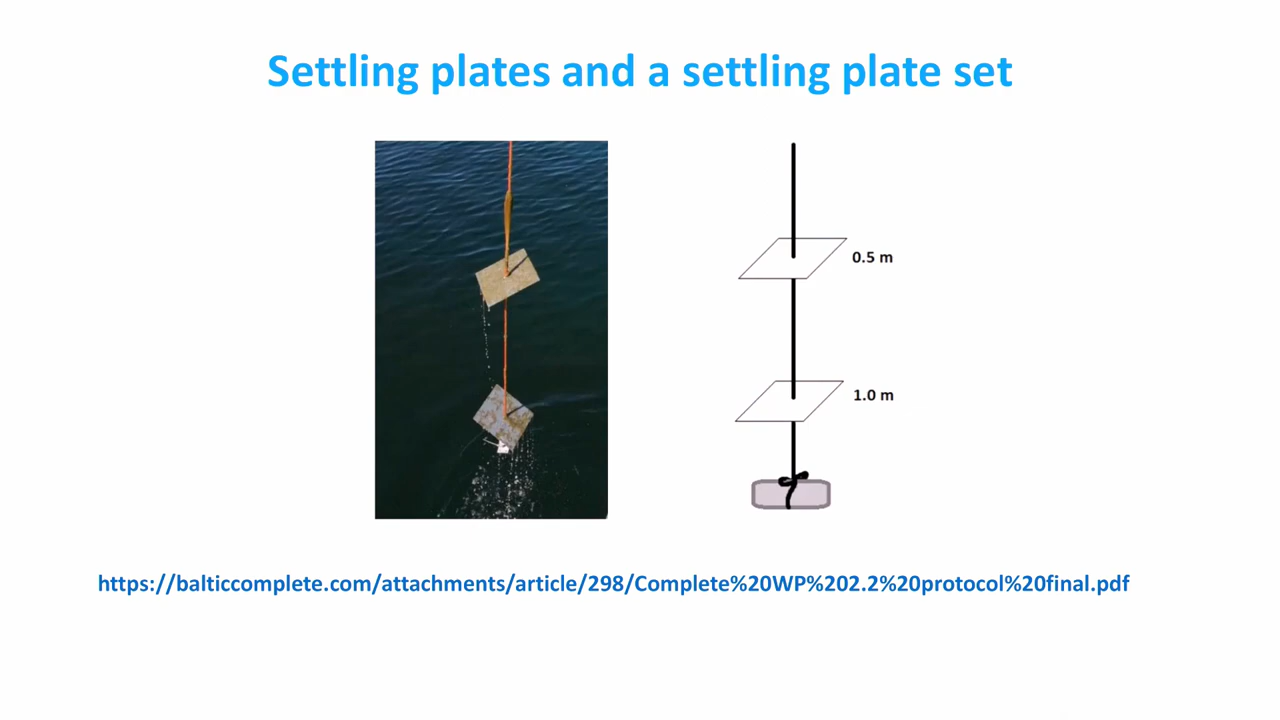 Settling plates and a settling plate set
0.5 m
1.0 m
https://balticcomplete.com/attachments/article/298/Complete%20WP%202.2%20protocol%20final.pdf